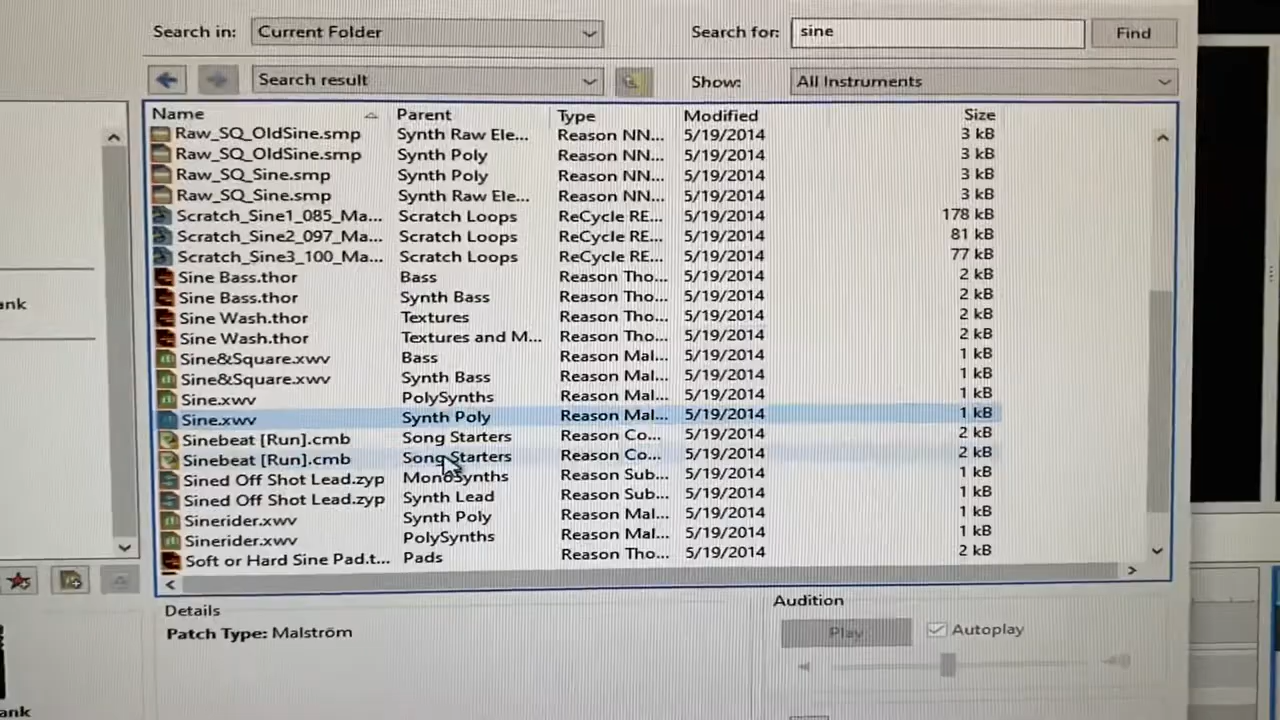 Search in: Current Folder Search for: sine Find
Search result Show: All Instruments
Name Parent Type Modified Size
Raw_SQ_OldSine.smp Synth Raw Ele... Reason NN... 5/19/2014 3 kB
Raw_SQ_OldSine.smp Synth Poly Reason NN... 5/19/2014 3 kB
Raw_SQ_Sine.smp Synth Poly Reason NN... 5/19/2014 3 kB
Raw_SQ_Sine.smp Synth Raw Ele... Reason NN... 5/19/2014 3 kB
Scratch_Sine1_085_Ma... Scratch Loops ReCycle RE... 5/19/2014 178 kB
Scratch_Sine2_097_Ma... Scratch Loops ReCycle RE... 5/19/2014 81 kB
Scratch_Sine3_100_Ma... Scratch Loops ReCycle RE... 5/19/2014 77 kB
Sine Bass.thor Bass Reason Tho... 5/19/2014 2 kB
Sine Bass.thor Synth Bass Reason Tho... 5/19/2014 2 kB
ank
Sine Wash.thor Textures Reason Tho... 5/19/2014 2 kB
Sine Wash.thor Textures and M... Reason Tho... 5/19/2014 2 kB
Sine&Square.xwv Bass Reason Mal... 5/19/2014 1 kB
Sine&Square.xwv Synth Bass Reason Mal... 5/19/2014 1 kB
Sine.xwv PolySynths Reason Mal... 5/19/2014 1 kB
Sine.xwv Synth Poly Reason Mal... 5/19/2014 1 kB
Sinebeat [Run].cmb Song Starters Reason Co... 5/19/2014 2 kB
Sinebeat [Run].cmb Song Starters Reason Co... 5/19/2014 2 kB
Sined Off Shot Lead.zyp MonoSynths Reason Sub... 5/19/2014 1 kB
Sined Off Shot Lead.zyp Synth Lead Reason Sub... 5/19/2014 1 kB
Sinerider.xwv Synth Poly Reason Mal... 5/19/2014 1 kB
Sinerider.xwv PolySynths Reason Mal... 5/19/2014 1 kB
Soft or Hard Sine Pad.t... Pads Reason Tho... 5/19/2014 2 kB
Details Audition
Patch Type: Malström Play Autoplay
ank